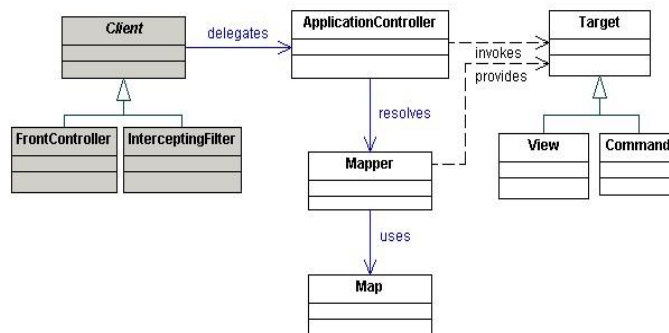 Client
delegates
ApplicationController
invokes
provides
Target
FrontController
InterceptingFilter
resolves
Mapper
View
Command
uses
Map